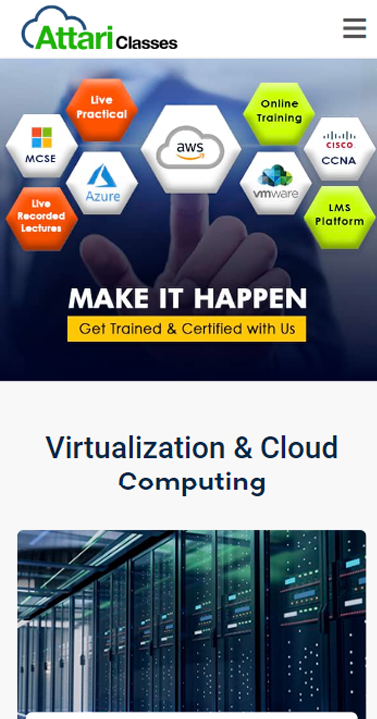 Attari Classes
Live
Practical
Online
Training
MCSE
aws
CISCO
CCNA
Azure
vmware
Live
Recorded
Lectures
LMS
Platform
MAKE IT HAPPEN
Get Trained & Certified with Us
Virtualization & Cloud
Computing